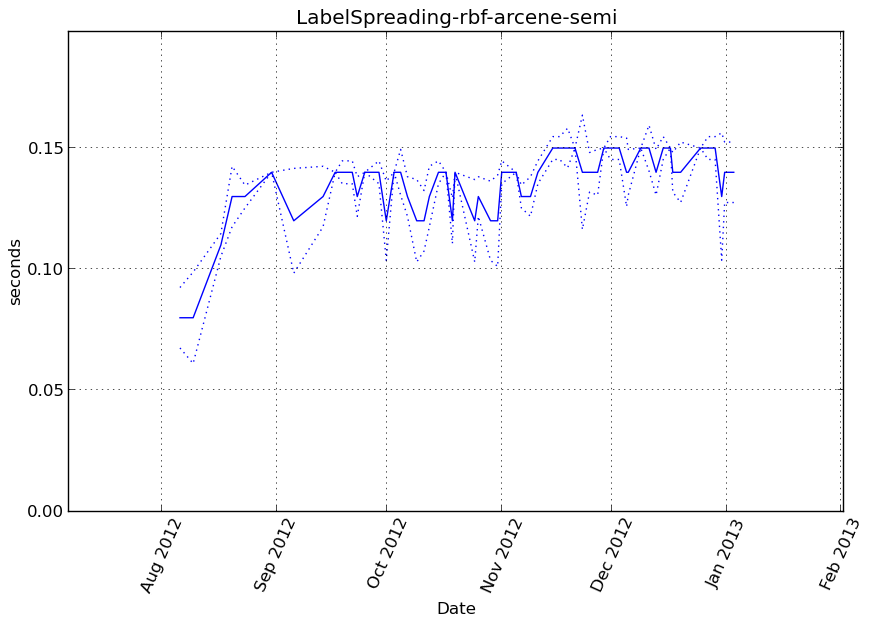 LabelSpreading-rbf-arcene-semi
seconds
0.15
0.10
0.05
0.00
Aug 2012
Sep 2012
Oct 2012
Nov 2012
Dec 2012
Jan 2013
Feb 2013
Date